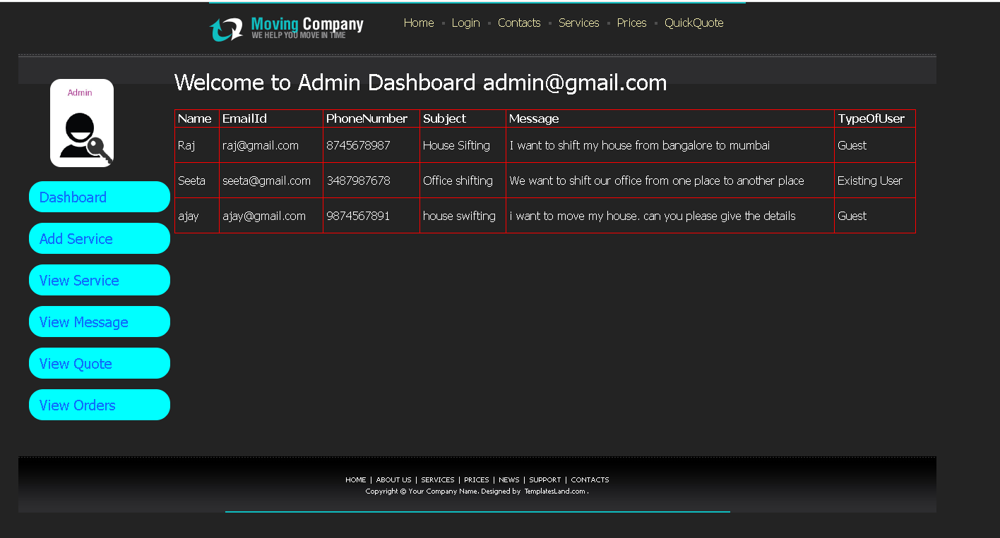 Moving Company
WE HELP YOU MOVE IN TIME
Home Login Contacts Services Prices QuickQuote
Admin
Welcome to Admin Dashboard admin@gmail.com
Name EmailId PhoneNumber Subject Message TypeOfUser
Raj raj@gmail.com 8745678987 House Sifting I want to shift my house from bangalore to mumbai Guest
Seeta seeta@gmail.com 3487987678 Office shifting We want to shift our office from one place to another place Existing User
ajay ajay@gmail.com 9874567891 house swifting i want to move my house. can you please give the details Guest
Dashboard
Add Service
View Service
View Message
View Quote
View Orders
HOME | ABOUT US | SERVICES | PRICES | NEWS | SUPPORT | CONTACTS
Copyright © Your Company Name. Designed by TemplatesLand.com .